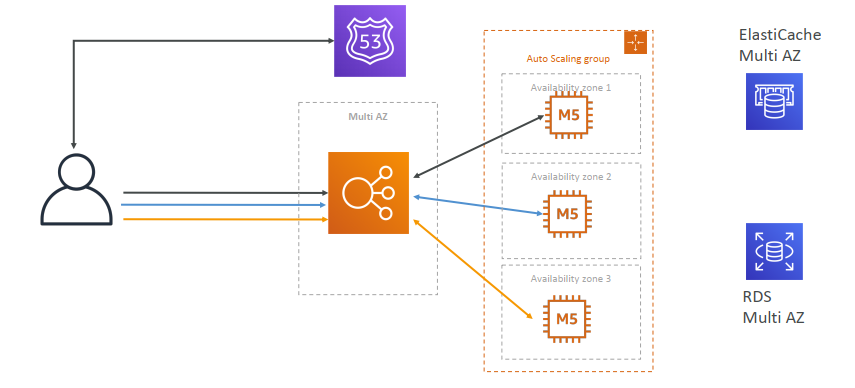 53
ElastiCache
Multi AZ
Auto Scaling group
Availability zone 1
M5
Multi AZ
Availability zone 2
M5
Availability zone 3
M5
RDS
Multi AZ